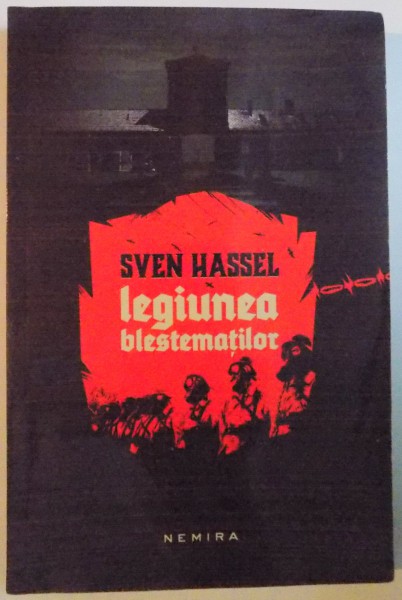 SVEN HASSEL
legiunea
blestemaților
NEMIRA